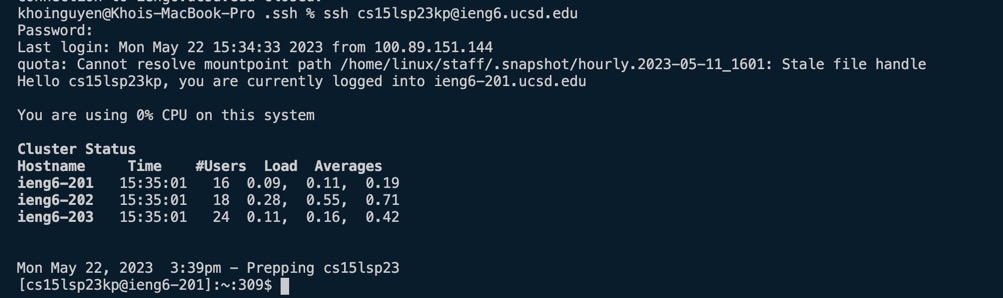 khoinguyen@Khois-MacBook-Pro .ssh % ssh cs15lsp23kp@ieng6.ucsd.edu
Password:
Last login: Mon May 22 15:34:33 2023 from 100.89.151.144
quota: Cannot resolve mountpoint path /home/linux/staff/.snapshot/hourly.2023-05-11_1601: Stale file handle
Hello cs15lsp23kp, you are currently logged into ieng6-201.ucsd.edu
You are using 0% CPU on this system
Cluster Status
Hostname     Time    #Users  Load  Averages
ieng6-201   15:35:01   16  0.09,  0.11,  0.19
ieng6-202   15:35:01   18  0.28,  0.55,  0.71
ieng6-203   15:35:01   24  0.11,  0.16,  0.42
Mon May 22, 2023  3:39pm - Prepping cs15lsp23
[cs15lsp23kp@ieng6-201]:~:309$